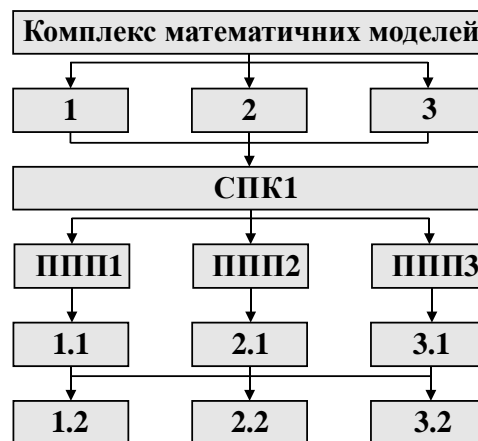 Комплекс математичних моделей
1 2 3
СПК1
ППП1 ППП2 ППП3
1.1 2.1 3.1
1.2 2.2 3.2